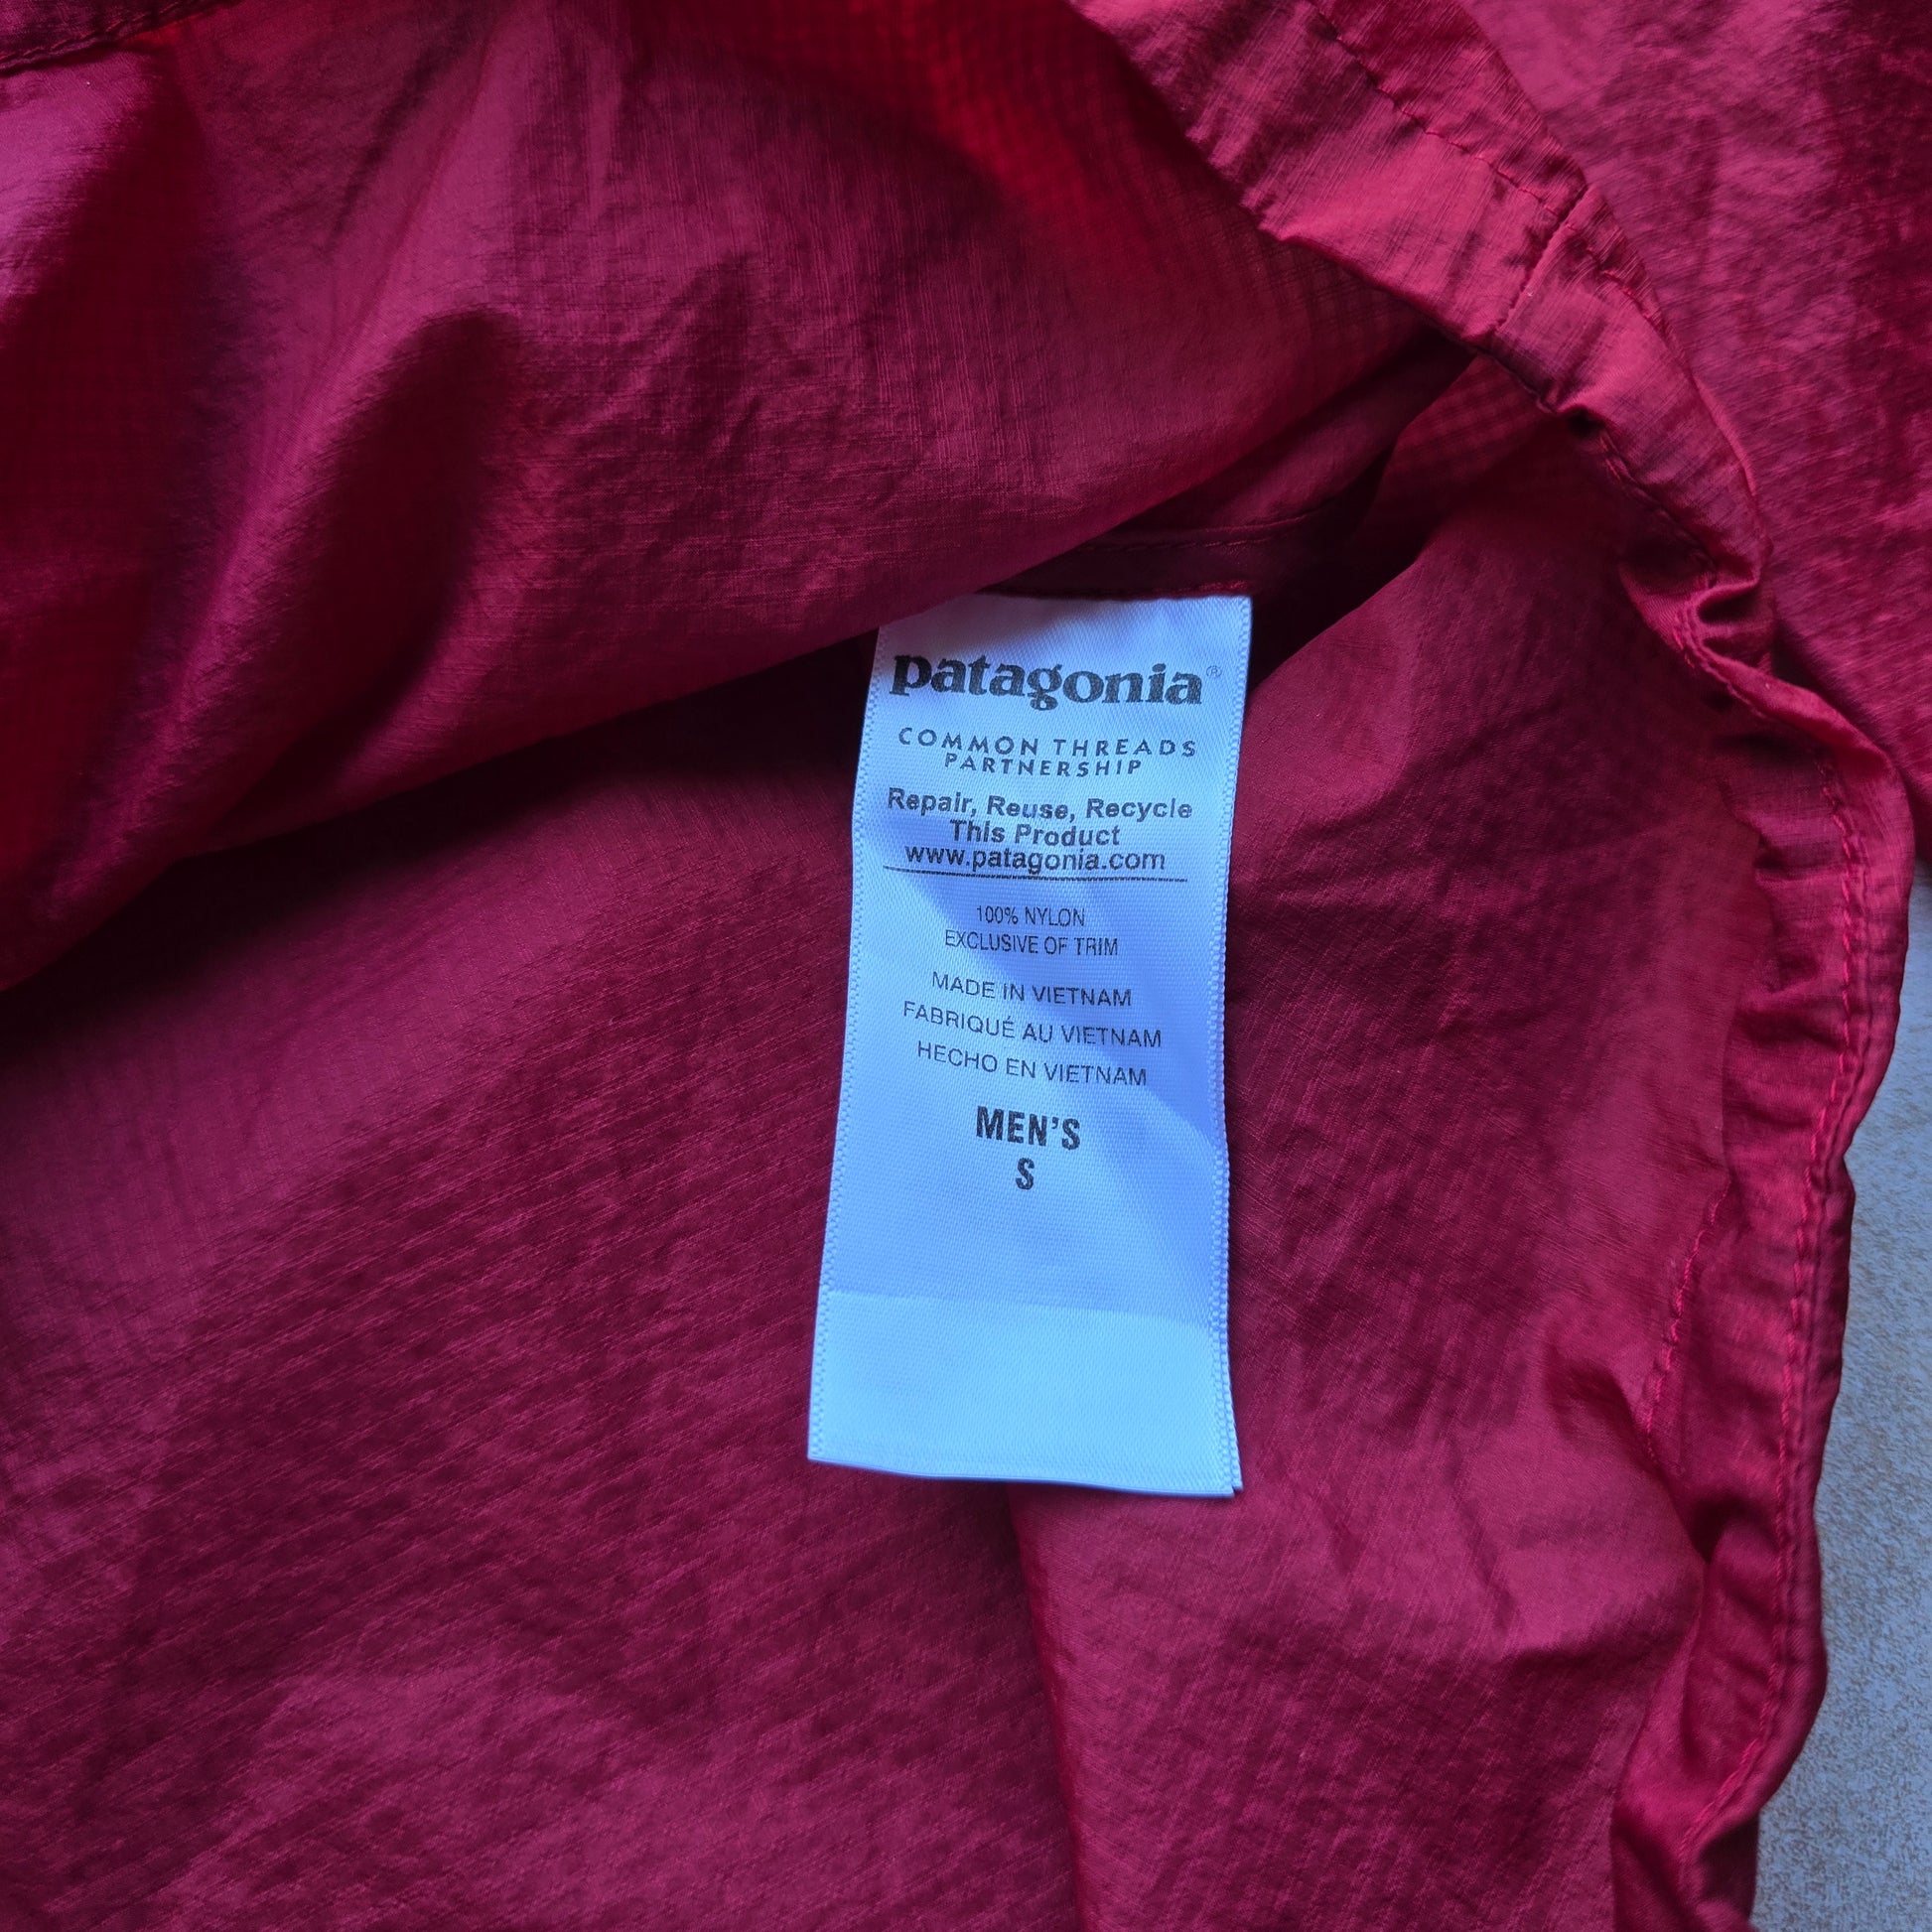 patagonia®
COMMON THREADS
PARTNERSHIP
Repair, Reuse, Recycle
This Product
www.patagonia.com
100% NYLON
EXCLUSIVE OF TRIM
MADE IN VIETNAM
FABRIQUÉ AU VIETNAM
HECHO EN VIETNAM
MEN'S
S